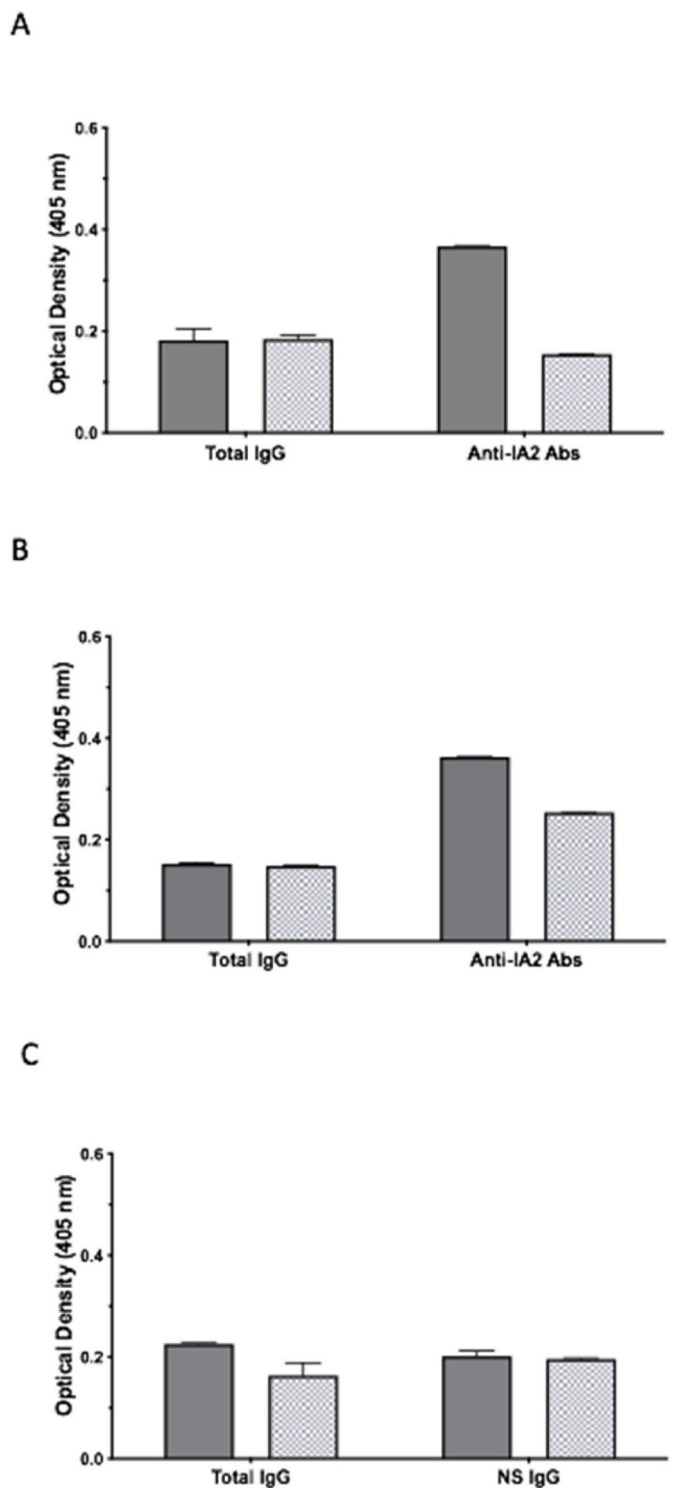 A
Optical Density (405 nm)
0.6
0.4
0.2
0.0
Total IgG
Anti-IA2 Abs
B
Optical Density (405 nm)
0.6
0.4
0.2
0.0
Total IgG
Anti-IA2 Abs
C
Optical Density (405 nm)
0.6
0.4
0.2
0.0
Total IgG
NS IgG